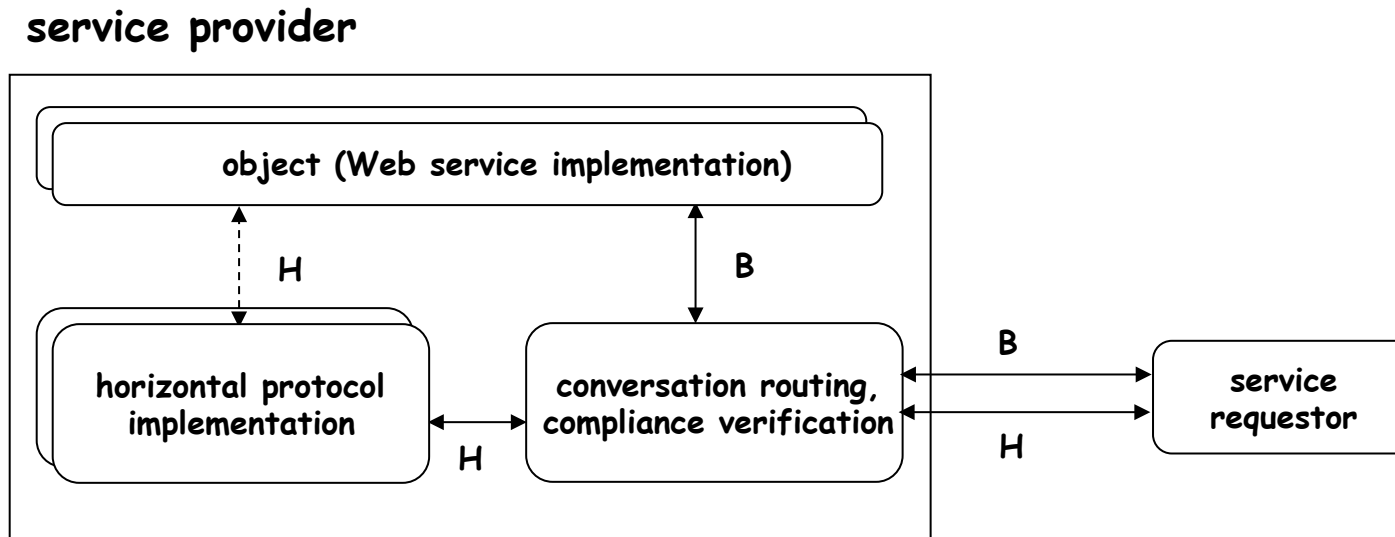 service provider
object (Web service implementation)
H
B
horizontal protocol
implementation
H
conversation routing,
compliance verification
B
H
service
requestor